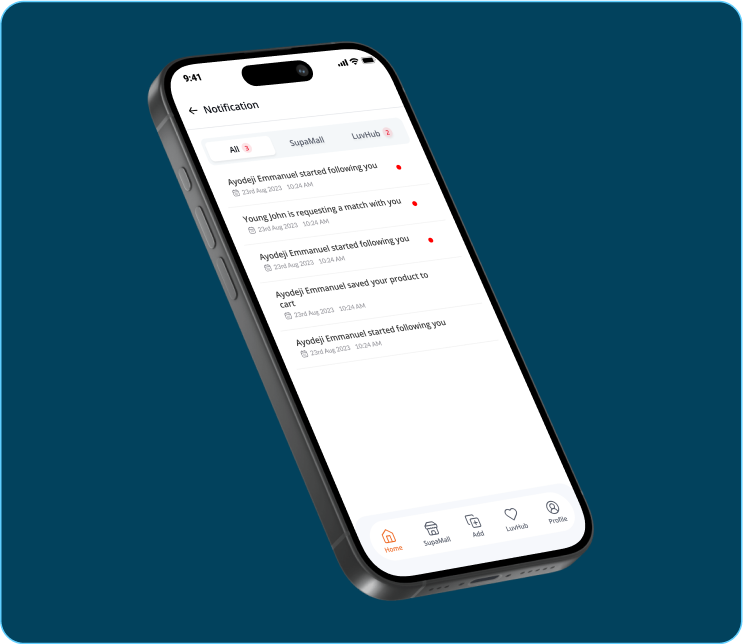 9:41
Notification
All 3
SupaMall
LuvHub 2
Ayodeji Emmanuel started following you
23rd Aug 2023 10:24 AM
Young John is requesting a match with you
23rd Aug 2023 10:24 AM
Ayodeji Emmanuel started following you
23rd Aug 2023 10:24 AM
Ayodeji Emmanuel saved your product to
cart
23rd Aug 2023 10:24 AM
Ayodeji Emmanuel started following you
23rd Aug 2023 10:24 AM
Home
SupaMall
Add
LuvHub
Profile